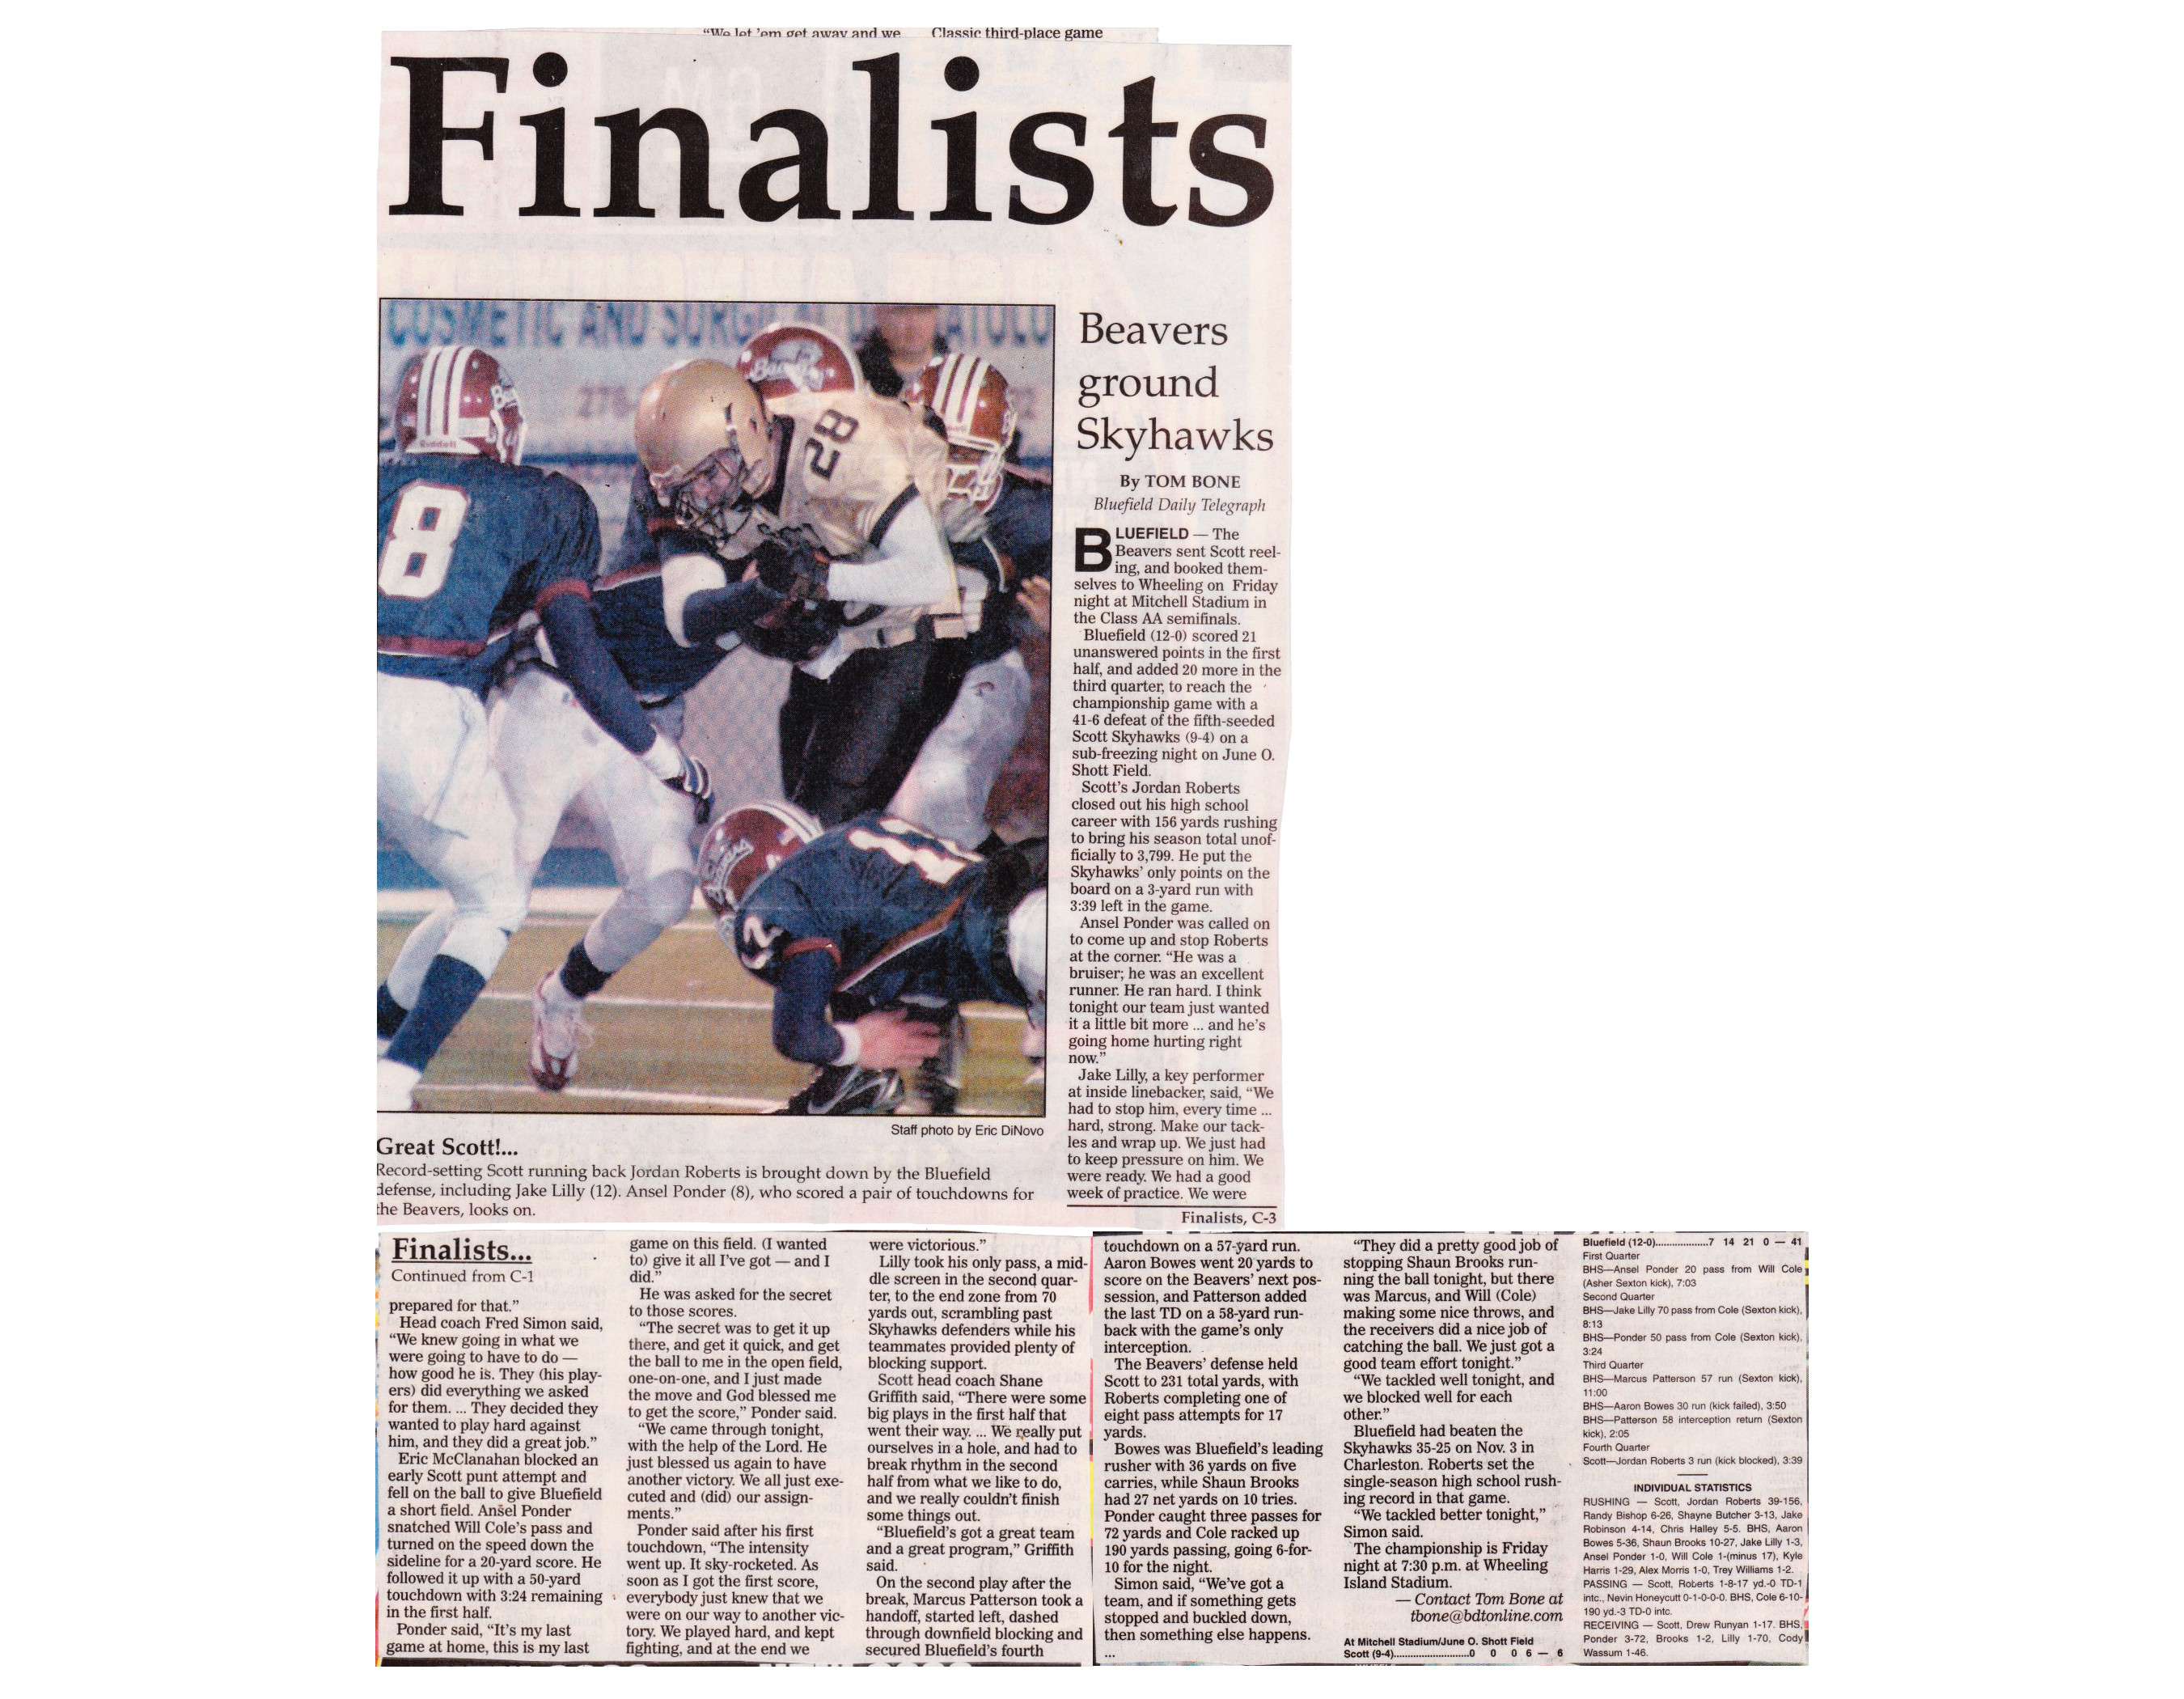 “We let ’em get away and we
Classic third-place game
Finalists
COSMETIC AND SURGICAL
Beavers
Riddell
28
8
12
Beavers
ground
Skyhawks
By TOM BONE
Bluefield Daily Telegraph
BLUEFIELD — The
Beavers sent Scott reel-
ing, and booked them-
selves to Wheeling on Friday
night at Mitchell Stadium in
the Class AA semifinals.
Bluefield (12-0) scored 21
unanswered points in the first
half, and added 20 more in the
third quarter, to reach the
championship game with a
41-6 defeat of the fifth-seeded
Scott Skyhawks (9-4) on a
sub-freezing night on June O.
Shott Field.
Scott’s Jordan Roberts
closed out his high school
career with 156 yards rushing
to bring his season total unof-
ficially to 3,799. He put the
Skyhawks’ only points on the
board on a 3-yard run with
3:39 left in the game.
Ansel Ponder was called on
to come up and stop Roberts
at the corner. “He was a
bruiser; he was an excellent
runner. He ran hard. I think
tonight our team just wanted
it a little bit more ... and he’s
going home hurting right
now.”
Jake Lilly, a key performer
at inside linebacker, said, “We
had to stop him, every time ...
hard, strong. Make our tack-
les and wrap up. We just had
to keep pressure on him. We
were ready. We had a good
week of practice. We were
Finalists, C-3
Staff photo by Eric DiNovo
Great Scott!...
Record-setting Scott running back Jordan Roberts is brought down by the Bluefield
defense, including Jake Lilly (12). Ansel Ponder (8), who scored a pair of touchdowns for
the Beavers, looks on.
Finalists...
Continued from C-1
prepared for that.”
Head coach Fred Simon said,
“We knew going in what we
were going to have to do —
how good he is. They (his play-
ers) did everything we asked
for them. ... They decided they
wanted to play hard against
him, and they did a great job.”
Eric McClanahan blocked an
early Scott punt attempt and
fell on the ball to give Bluefield
a short field. Ansel Ponder
snatched Will Cole’s pass and
turned on the speed down the
sideline for a 20-yard score. He
followed it up with a 50-yard
touchdown with 3:24 remaining
in the first half.
Ponder said, “It’s my last
game at home, this is my last
game on this field. (I wanted
to) give it all I’ve got — and I
did.”
He was asked for the secret
to those scores.
“The secret was to get it up
there, and get it quick, and get
the ball to me in the open field,
one-on-one, and I just made
the move and God blessed me
to get the score,” Ponder said.
“We came through tonight,
with the help of the Lord. He
just blessed us again to have
another victory. We all just exe-
cuted and (did) our assign-
ments.”
Ponder said after his first
touchdown, “The intensity
went up. It sky-rocketed. As
soon as I got the first score,
everybody just knew that we
were on our way to another vic-
tory. We played hard, and kept
fighting, and at the end we
were victorious.”
Lilly took his only pass, a mid-
dle screen in the second quar-
ter, to the end zone from 70
yards out, scrambling past
Skyhawks defenders while his
teammates provided plenty of
blocking support.
Scott head coach Shane
Griffith said, “There were some
big plays in the first half that
went their way. ... We really put
ourselves in a hole, and had to
break rhythm in the second
half from what we like to do,
and we really couldn’t finish
some things out.
“Bluefield’s got a great team
and a great program,” Griffith
said.
On the second play after the
break, Marcus Patterson took a
handoff, started left, dashed
through downfield blocking and
secured Bluefield’s fourth
touchdown on a 57-yard run.
Aaron Bowes went 20 yards to
score on the Beavers’ next pos-
session, and Patterson added
the last TD on a 58-yard run-
back with the game’s only
interception.
The Beavers’ defense held
Scott to 231 total yards, with
Roberts completing one of
eight pass attempts for 17
yards.
Bowes was Bluefield’s leading
rusher with 36 yards on five
carries, while Shaun Brooks
had 27 net yards on 10 tries.
Ponder caught three passes for
72 yards and Cole racked up
190 yards passing, going 6-for-
10 for the night.
Simon said, “We’ve got a
team, and if something gets
stopped and buckled down,
then something else happens.
...
“They did a pretty good job of
stopping Shaun Brooks run-
ning the ball tonight, but there
was Marcus, and Will (Cole)
making some nice throws, and
the receivers did a nice job of
catching the ball. We just got a
good team effort tonight.”
“We tackled well tonight, and
we blocked well for each
other.”
Bluefield had beaten the
Skyhawks 35-25 on Nov. 3 in
Charleston. Roberts set the
single-season high school rush-
ing record in that game.
“We tackled better tonight,”
Simon said.
The championship is Friday
night at 7:30 p.m. at Wheeling
Island Stadium.
— Contact Tom Bone at
tbone@bdtonline.com
At Mitchell Stadium/June O. Shott Field
Scott (9-4)..........................0 0 0 6 — 6
Bluefield (12-0)..................7 14 21 0 — 41
First Quarter
BHS—Ansel Ponder 20 pass from Will Cole
(Asher Sexton kick), 7:03
Second Quarter
BHS—Jake Lilly 70 pass from Cole (Sexton kick),
8:13
BHS—Ponder 50 pass from Cole (Sexton kick),
3:24
Third Quarter
BHS—Marcus Patterson 57 run (Sexton kick),
11:00
BHS—Aaron Bowes 30 run (kick failed), 3:50
BHS—Patterson 58 interception return (Sexton
kick), 2:05
Fourth Quarter
Scott—Jordan Roberts 3 run (kick blocked), 3:39
INDIVIDUAL STATISTICS
RUSHING — Scott, Jordan Roberts 39-156,
Randy Bishop 6-26, Shayne Butcher 3-13, Jake
Robinson 4-14, Chris Halley 5-5. BHS, Aaron
Bowes 5-36, Shaun Brooks 10-27, Jake Lilly 1-3,
Ansel Ponder 1-0, Will Cole 1-(minus 17), Kyle
Harris 1-29, Alex Morris 1-0, Trey Williams 1-2.
PASSING — Scott, Roberts 1-8-17 yd.-0 TD-1
intc., Nevin Honeycutt 0-1-0-0-0. BHS, Cole 6-10-
190 yd.-3 TD-0 intc.
RECEIVING — Scott, Drew Runyan 1-17. BHS,
Ponder 3-72, Brooks 1-2, Lilly 1-70, Cody
Wassum 1-46.